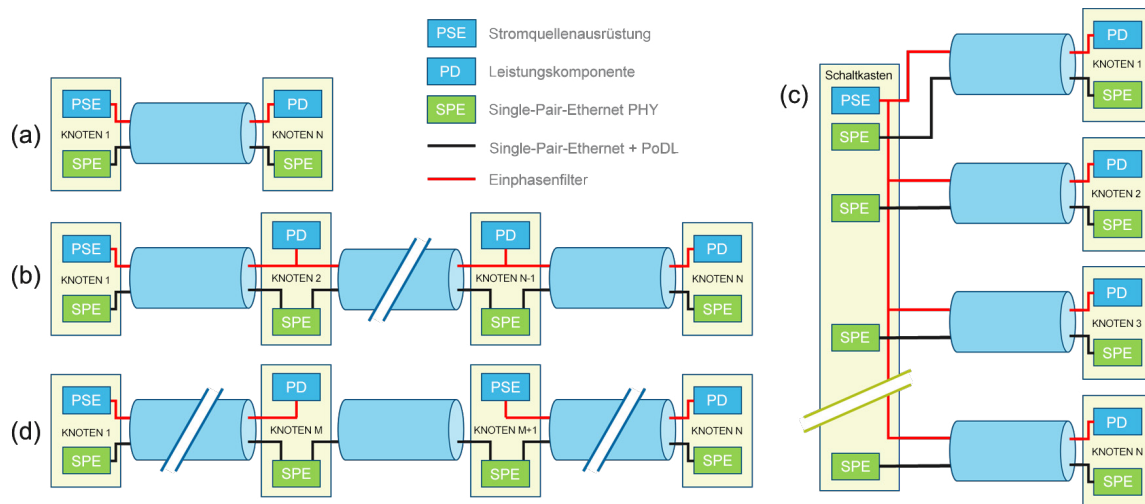 PSE Stromquellenausrüstung
PD Leistungskomponente
SPE Single-Pair-Ethernet PHY
Single-Pair-Ethernet + PoDL
Einphasenfilter
(a)
PSE
KNOTEN 1
SPE
PD
KNOTEN N
SPE
(b)
PSE
KNOTEN 1
SPE
PD
KNOTEN 2
SPE
PD
KNOTEN N-1
SPE
PD
KNOTEN N
SPE
(d)
PSE
KNOTEN 1
SPE
PD
KNOTEN M
SPE
PSE
KNOTEN M+1
SPE
PD
KNOTEN N
SPE
(c)
Schaltkasten
PSE
SPE
SPE
SPE
SPE
PD
KNOTEN 1
SPE
PD
KNOTEN 2
SPE
PD
KNOTEN 3
SPE
PD
KNOTEN N
SPE